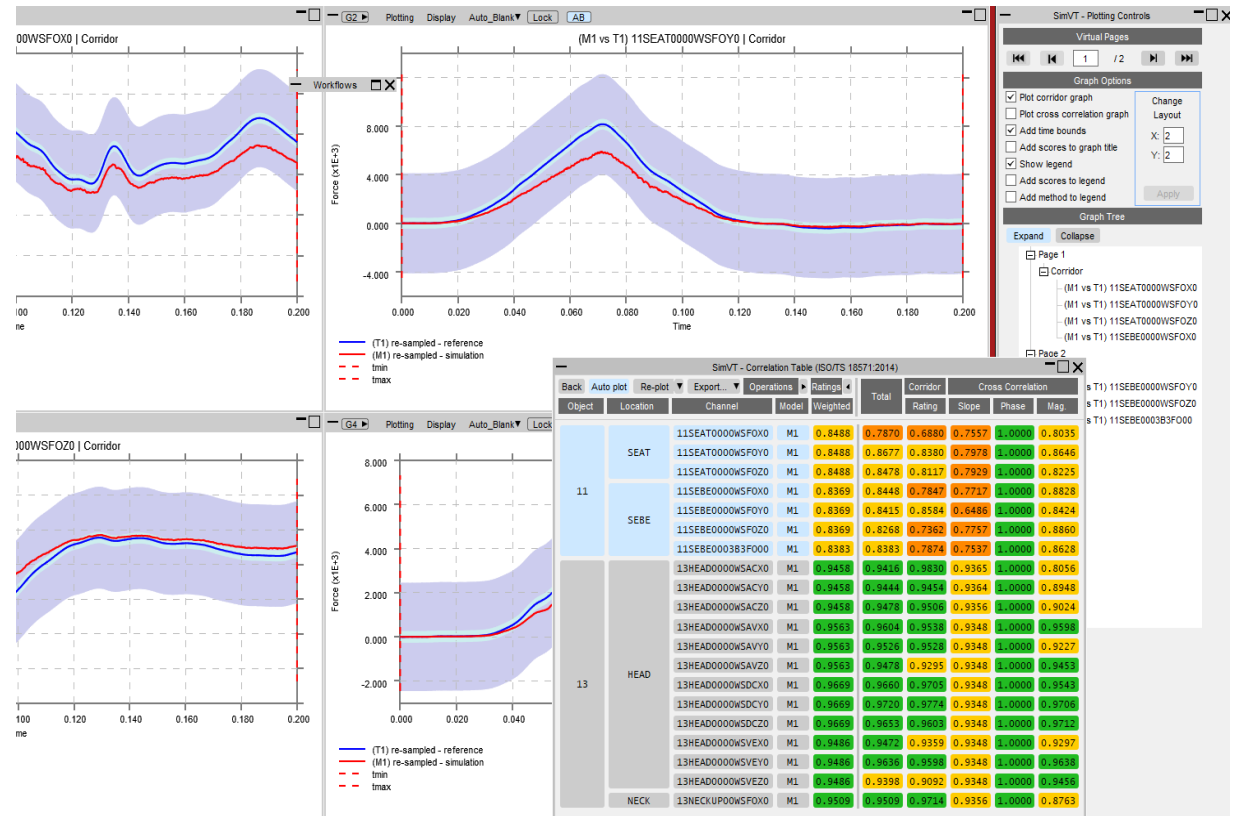 G2 Plotting Display Auto_Blank▼ Lock AB
SimVT - Plotting Controls
00WSFOX0 | Corridor
(M1 vs T1) 11SEAT0000WSFOY0 | Corridor
Virtual Pages
1 / 2
Graph Options
Plot corridor graph
Plot cross correlation graph
Add time bounds
Add scores to graph title
Show legend
Add scores to legend
Add method to legend
Change
Layout
X: 2
Y: 2
Apply
Graph Tree
Expand Collapse
Page 1
Corridor
(M1 vs T1) 11SEAT0000WSFOX0
(M1 vs T1) 11SEAT0000WSFOY0
(M1 vs T1) 11SEAT0000WSFOZ0
(M1 vs T1) 11SEBE0000WSFOX0
Page 2
s T1) 11SEBE0000WSFOY0
s T1) 11SEBE0000WSFOZ0
s T1) 11SEBE0003B3FO00
Workflows
8.000
4.000
0.000
-4.000
Force (x1E+3)
00 0.120 0.140 0.160 0.180 0.200
me
0.000 0.020 0.040 0.060 0.080 0.100 0.120 0.140 0.160 0.180 0.200
Time
(T1) re-sampled - reference
(M1) re-sampled - simulation
tmin
tmax
G4 Plotting Display Auto_Blank▼ Lock
00WSFOZ0 | Corridor
8.000
6.000
4.000
2.000
0.000
-2.000
Force (x1E+3)
100 0.120 0.140 0.160 0.180 0.200
me
0.000 0.020 0.040
(T1) re-sampled - reference
(M1) re-sampled - simulation
tmin
tmax
SimVT - Correlation Table (ISO/TS 18571:2014)
Back Auto plot Re-plot ▼ Export... ▼ Operations Ratings Total Corridor Cross Correlation
Object Location Channel Model Weighted Rating Slope Phase Mag.
11SEAT0000WSFOX0 M1 0.8488 0.7870 0.6880 0.7557 1.0000 0.8035
SEAT 11SEAT0000WSFOY0 M1 0.8488 0.8677 0.8380 0.7978 1.0000 0.8646
11SEAT0000WSFOZ0 M1 0.8488 0.8478 0.8117 0.7929 1.0000 0.8225
11 11SEBE0000WSFOX0 M1 0.8369 0.8448 0.7847 0.7717 1.0000 0.8828
SEBE 11SEBE0000WSFOY0 M1 0.8369 0.8415 0.8584 0.6486 1.0000 0.8424
11SEBE0000WSFOZ0 M1 0.8369 0.8268 0.7362 0.7757 1.0000 0.8860
11SEBE0003B3FO00 M1 0.8383 0.8383 0.7874 0.7537 1.0000 0.8628
13HEAD0000WSACX0 M1 0.9458 0.9416 0.9830 0.9365 1.0000 0.8056
13HEAD0000WSACY0 M1 0.9458 0.9444 0.9454 0.9364 1.0000 0.8948
13HEAD0000WSACZ0 M1 0.9458 0.9478 0.9506 0.9356 1.0000 0.9024
13HEAD0000WSAVX0 M1 0.9563 0.9604 0.9538 0.9348 1.0000 0.9598
13HEAD0000WSAVY0 M1 0.9563 0.9526 0.9528 0.9348 1.0000 0.9227
13HEAD0000WSAVZ0 M1 0.9563 0.9478 0.9295 0.9348 1.0000 0.9453
13 HEAD 13HEAD0000WSDCX0 M1 0.9669 0.9660 0.9705 0.9348 1.0000 0.9543
13HEAD0000WSDCY0 M1 0.9669 0.9720 0.9774 0.9348 1.0000 0.9706
13HEAD0000WSDCZ0 M1 0.9669 0.9653 0.9603 0.9348 1.0000 0.9712
13HEAD0000WSVEX0 M1 0.9486 0.9472 0.9359 0.9348 1.0000 0.9297
13HEAD0000WSVEY0 M1 0.9486 0.9636 0.9598 0.9348 1.0000 0.9638
13HEAD0000WSVEZ0 M1 0.9486 0.9398 0.9092 0.9348 1.0000 0.9456
NECK 13NECKUP00WSFOX0 M1 0.9509 0.9509 0.9714 0.9356 1.0000 0.8763